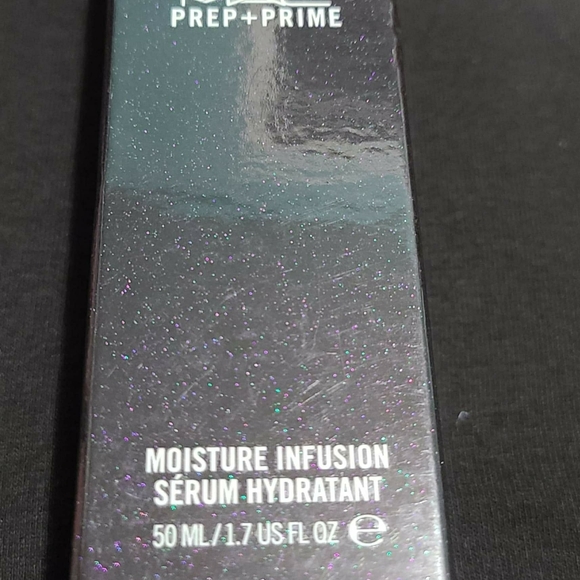 PREP+PRIME
MOISTURE INFUSION
SÉRUM HYDRATANT
50 ML/1.7 US FL OZ ℮